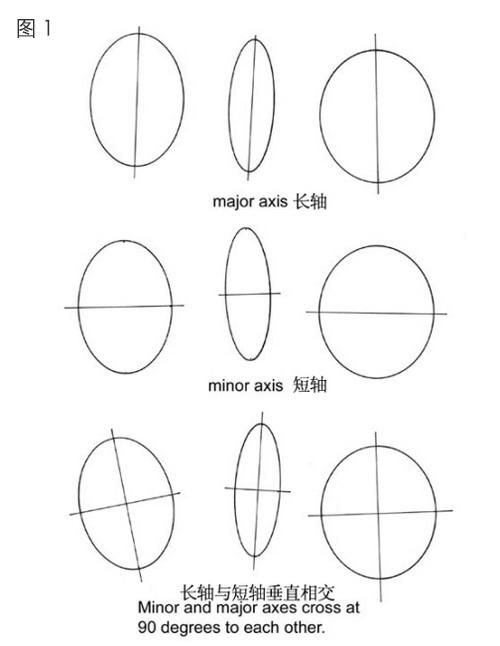 图 1
major axis 长轴
minor axis 短轴
长轴与短轴垂直相交
Minor and major axes cross at
90 degrees to each other.